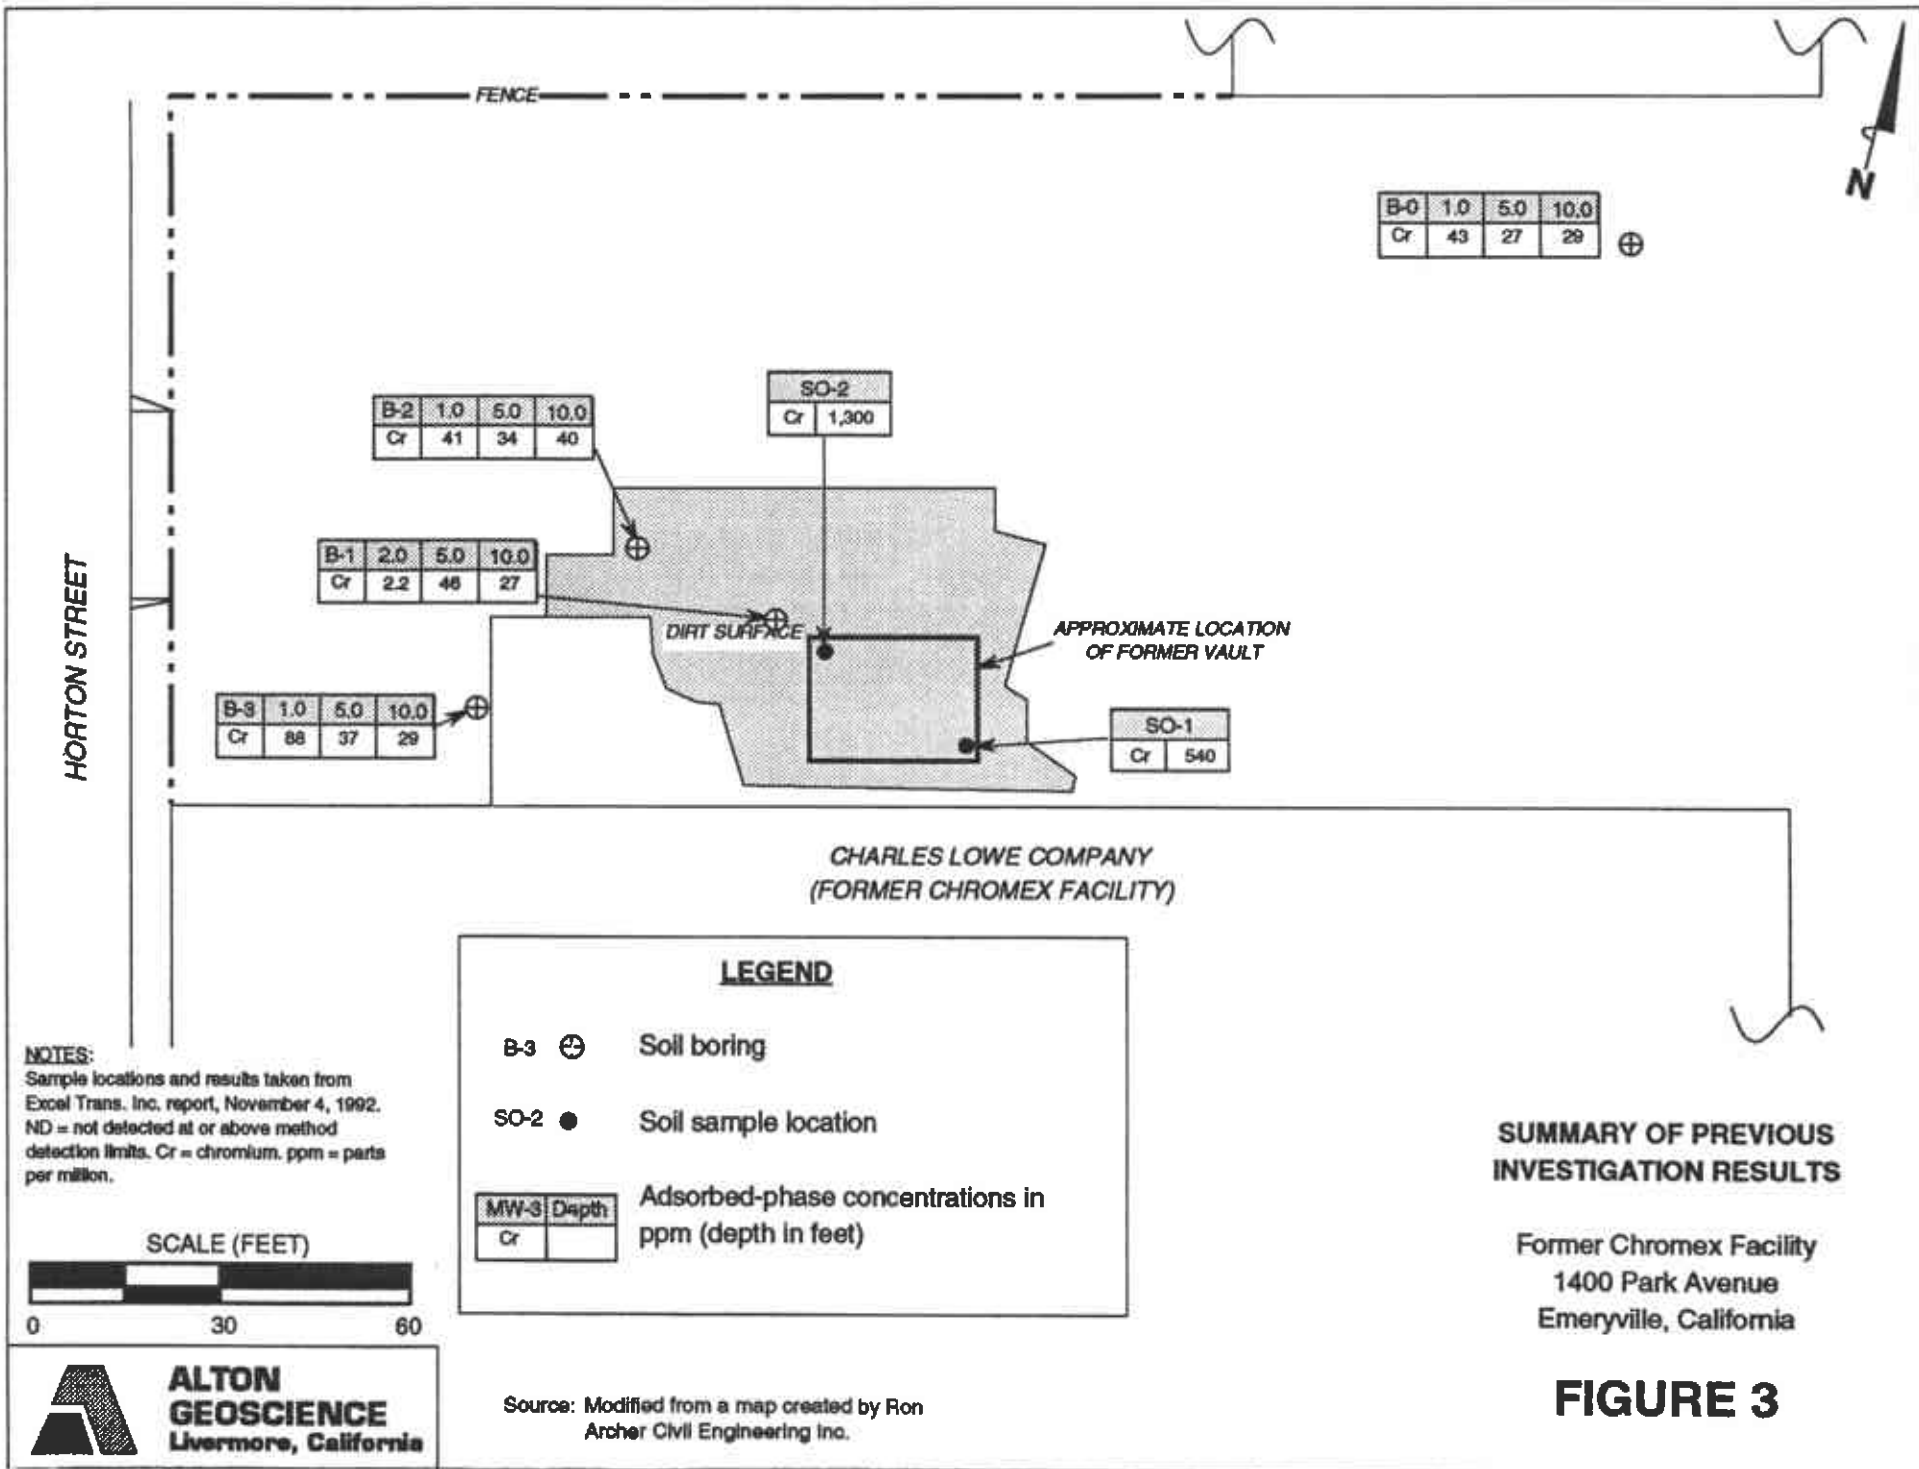 FENCE
N
B-0 1.0 5.0 10.0
Cr 43 27 29
SO-2
Cr 1,300
B-2 1.0 5.0 10.0
Cr 41 34 40
B-1 2.0 5.0 10.0
Cr 2.2 46 27
DIRT SURFACE
APPROXIMATE LOCATION
OF FORMER VAULT
HORTON STREET
B-3 1.0 5.0 10.0
Cr 88 37 29
SO-1
Cr 540
CHARLES LOWE COMPANY
(FORMER CHROMEX FACILITY)
LEGEND
B-3 Soil boring
SO-2 Soil sample location
MW-3 Depth
Cr
Adsorbed-phase concentrations in
ppm (depth in feet)
NOTES:
Sample locations and results taken from
Excel Trans. Inc. report, November 4, 1992.
ND = not detected at or above method
detection limits. Cr = chromium. ppm = parts
per million.
SCALE (FEET)
0 30 60
SUMMARY OF PREVIOUS
INVESTIGATION RESULTS
Former Chromex Facility
1400 Park Avenue
Emeryville, California
FIGURE 3
ALTON
GEOSCIENCE
Livermore, California
Source: Modified from a map created by Ron
Archer Civil Engineering Inc.